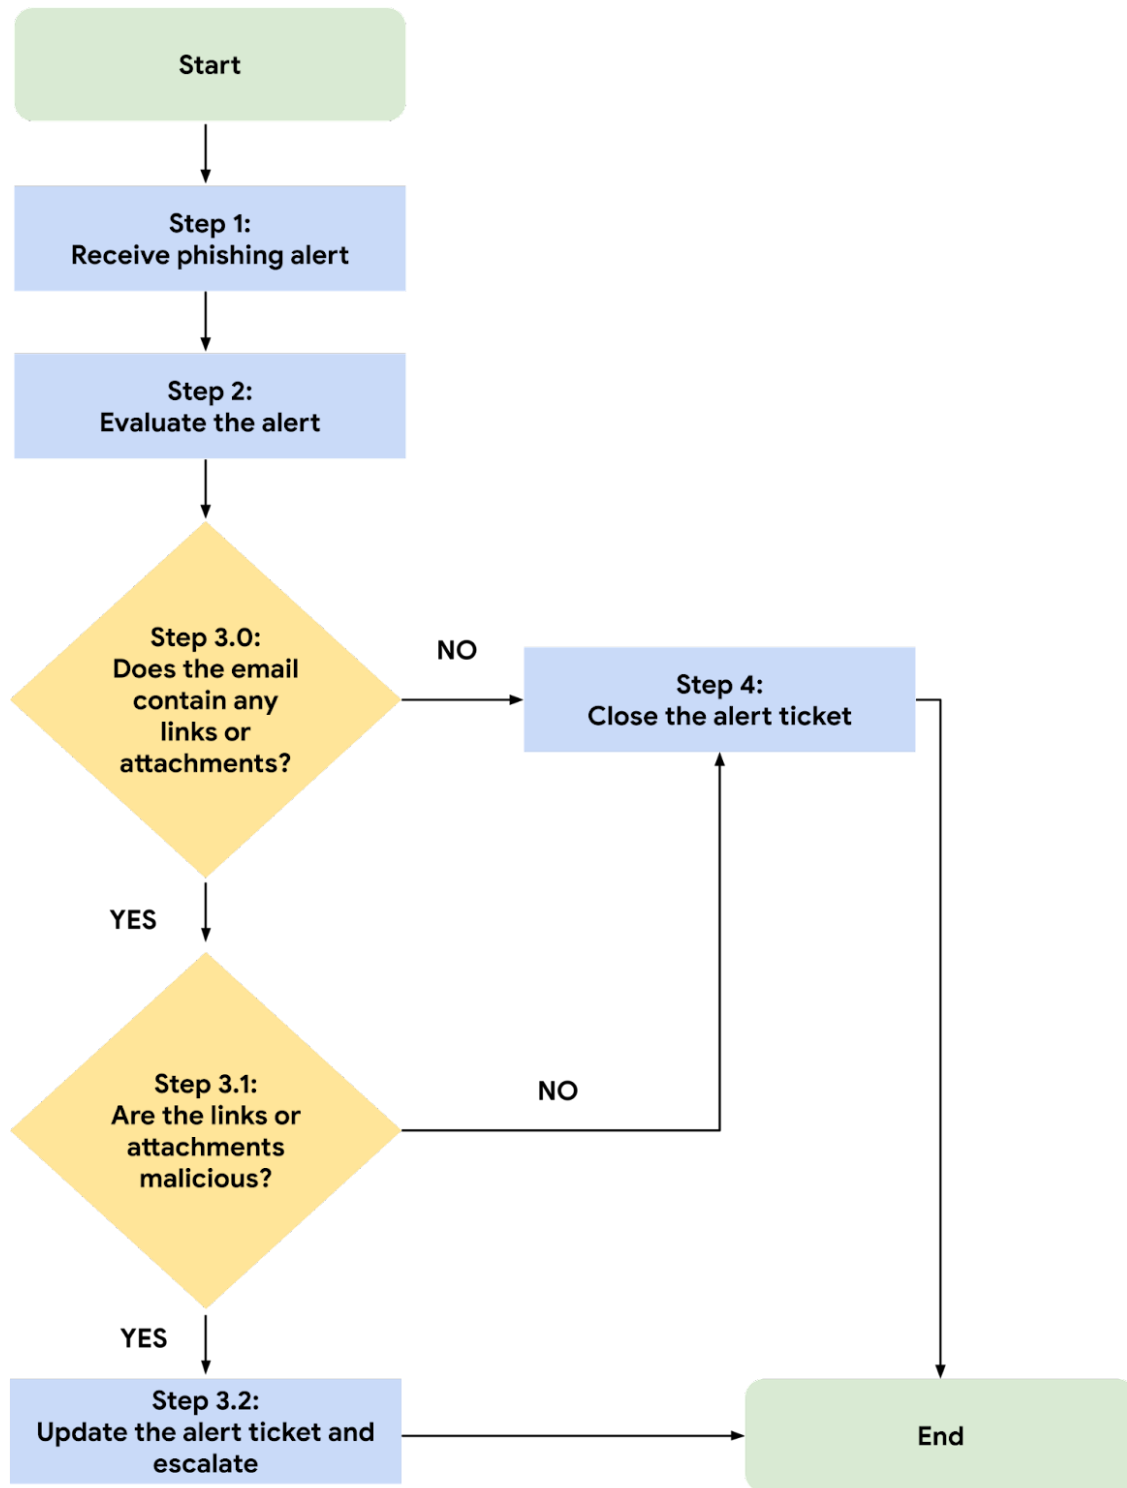 Start
Step 1:
Receive phishing alert
Step 2:
Evaluate the alert
Step 3.0:
Does the email
contain any
links or
attachments?
NO
Step 4:
Close the alert ticket
YES
Step 3.1:
Are the links or
attachments
malicious?
NO
YES
Step 3.2:
Update the alert ticket and
escalate
End